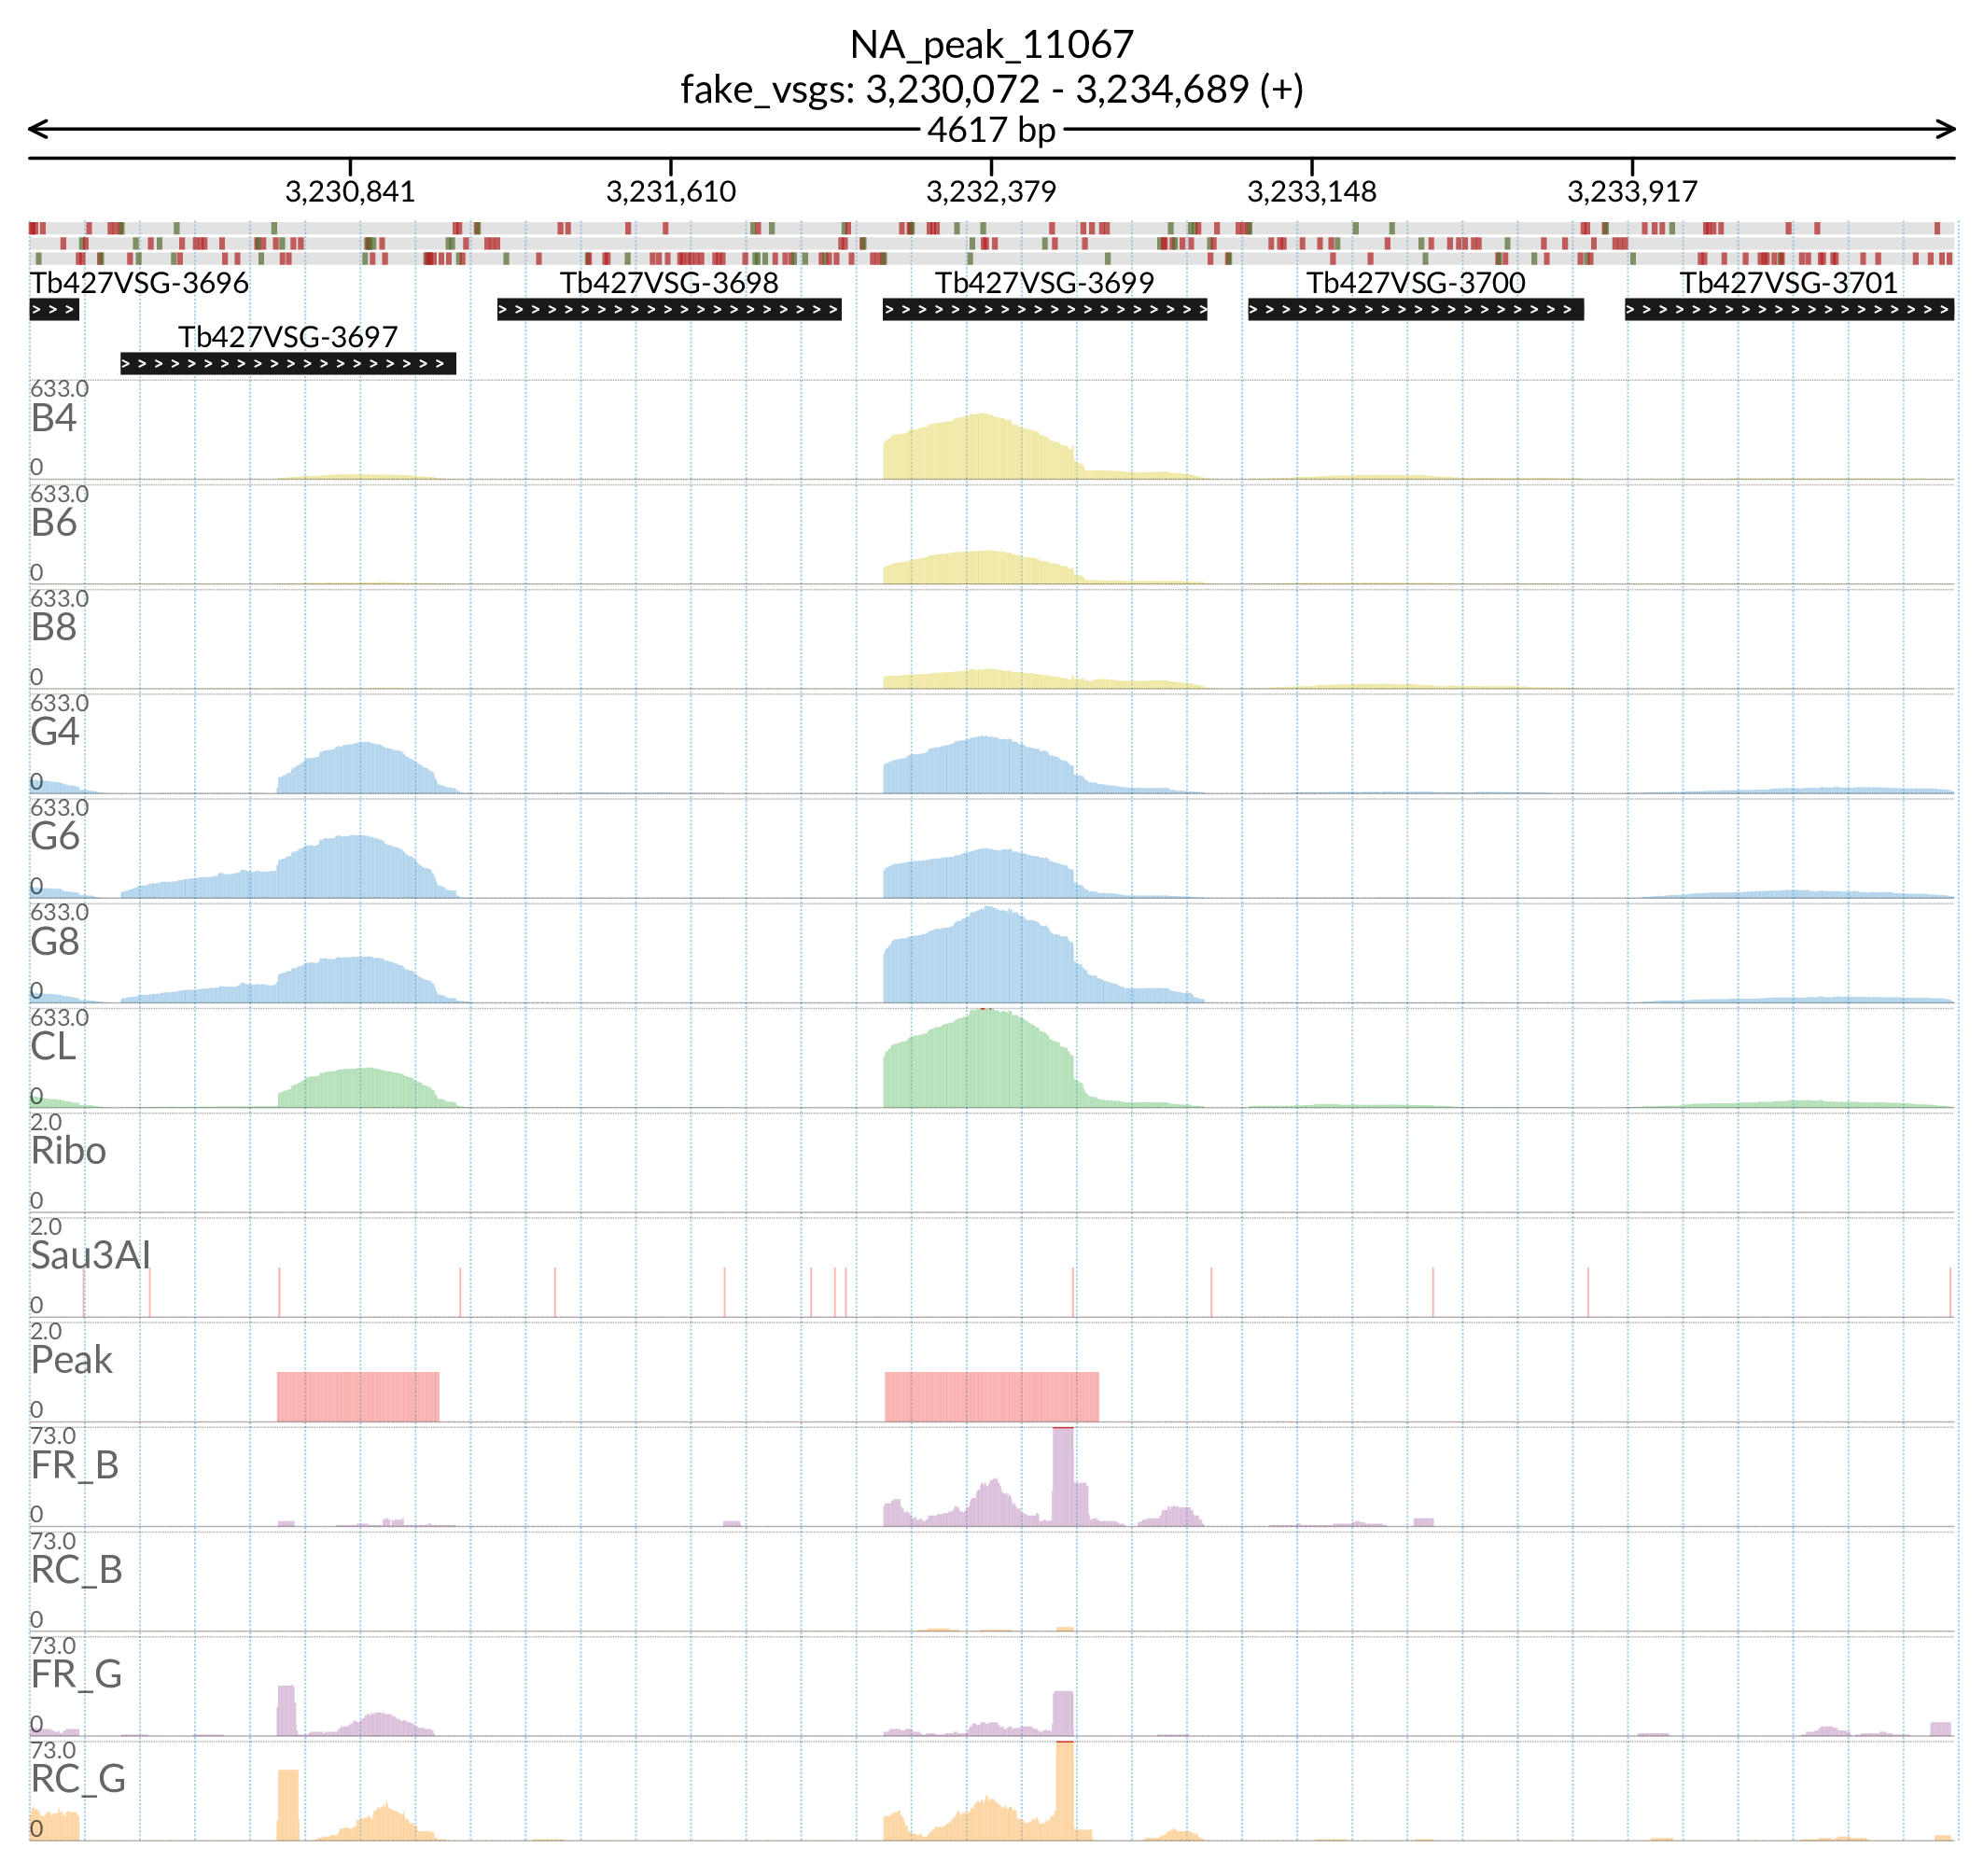 NA_peak_11067
fake_vsgs: 3,230,072 - 3,234,689 (+)
4617 bp
3,230,841 3,231,610 3,232,379 3,233,148 3,233,917
Tb427VSG-3696 Tb427VSG-3698 Tb427VSG-3699 Tb427VSG-3700 Tb427VSG-3701
Tb427VSG-3697
633.0
B4
0
633.0
B6
0
633.0
B8
0
633.0
G4
0
633.0
G6
0
633.0
G8
0
633.0
CL
0
2.0
Ribo
0
2.0
Sau3AI
0
2.0
Peak
0
73.0
FR_B
0
73.0
RC_B
0
73.0
FR_G
0
73.0
RC_G
0